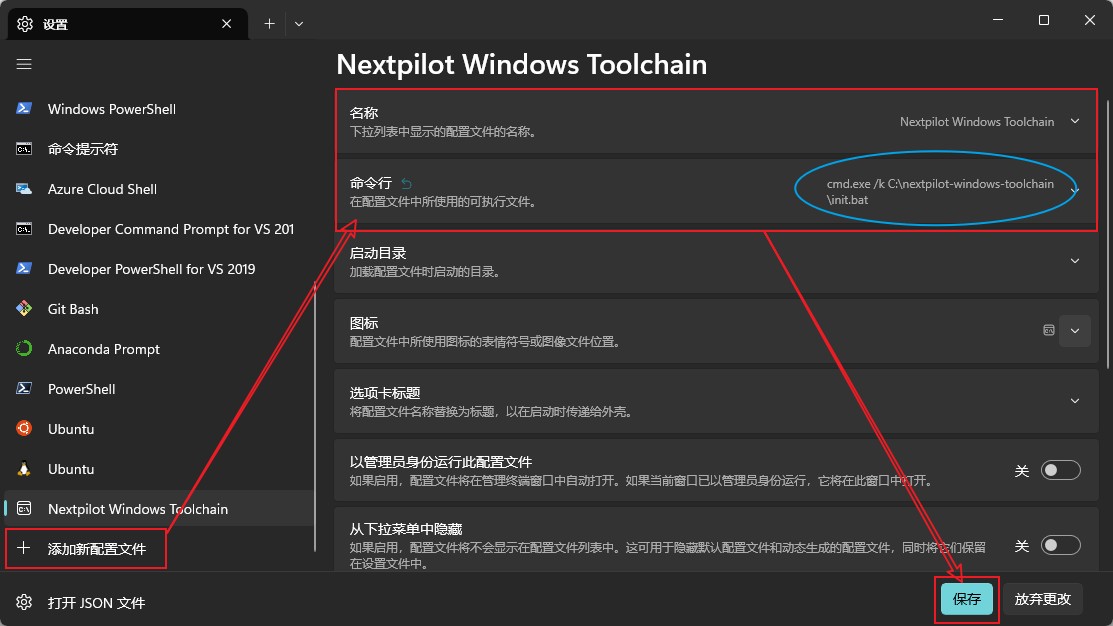 设置
Windows PowerShell
命令提示符
Azure Cloud Shell
Developer Command Prompt for VS 201
Developer PowerShell for VS 2019
Git Bash
Anaconda Prompt
PowerShell
Ubuntu
Ubuntu
Nextpilot Windows Toolchain
添加新配置文件
打开 JSON 文件
Nextpilot Windows Toolchain
名称
下拉列表中显示的配置文件的名称。
Nextpilot Windows Toolchain
命令行
在配置文件中所使用的可执行文件。
cmd.exe /k C:\nextpilot-windows-toolchain
\init.bat
启动目录
加载配置文件时启动的目录。
图标
配置文件中所使用图标的表情符号或图像文件位置。
选项卡标题
将配置文件名称替换为标题，以在启动时传递给外壳。
以管理员身份运行此配置文件
如果启用，配置文件将在管理终端窗口中自动打开。如果当前窗口已以管理员身份运行，它将在此窗口中打开。
关
从下拉菜单中隐藏
如果启用，配置文件将不会显示在配置文件列表中。这可用于隐藏默认配置文件和动态生成的配置文件，同时将它们保留
在设置文件中。
关
保存
放弃更改